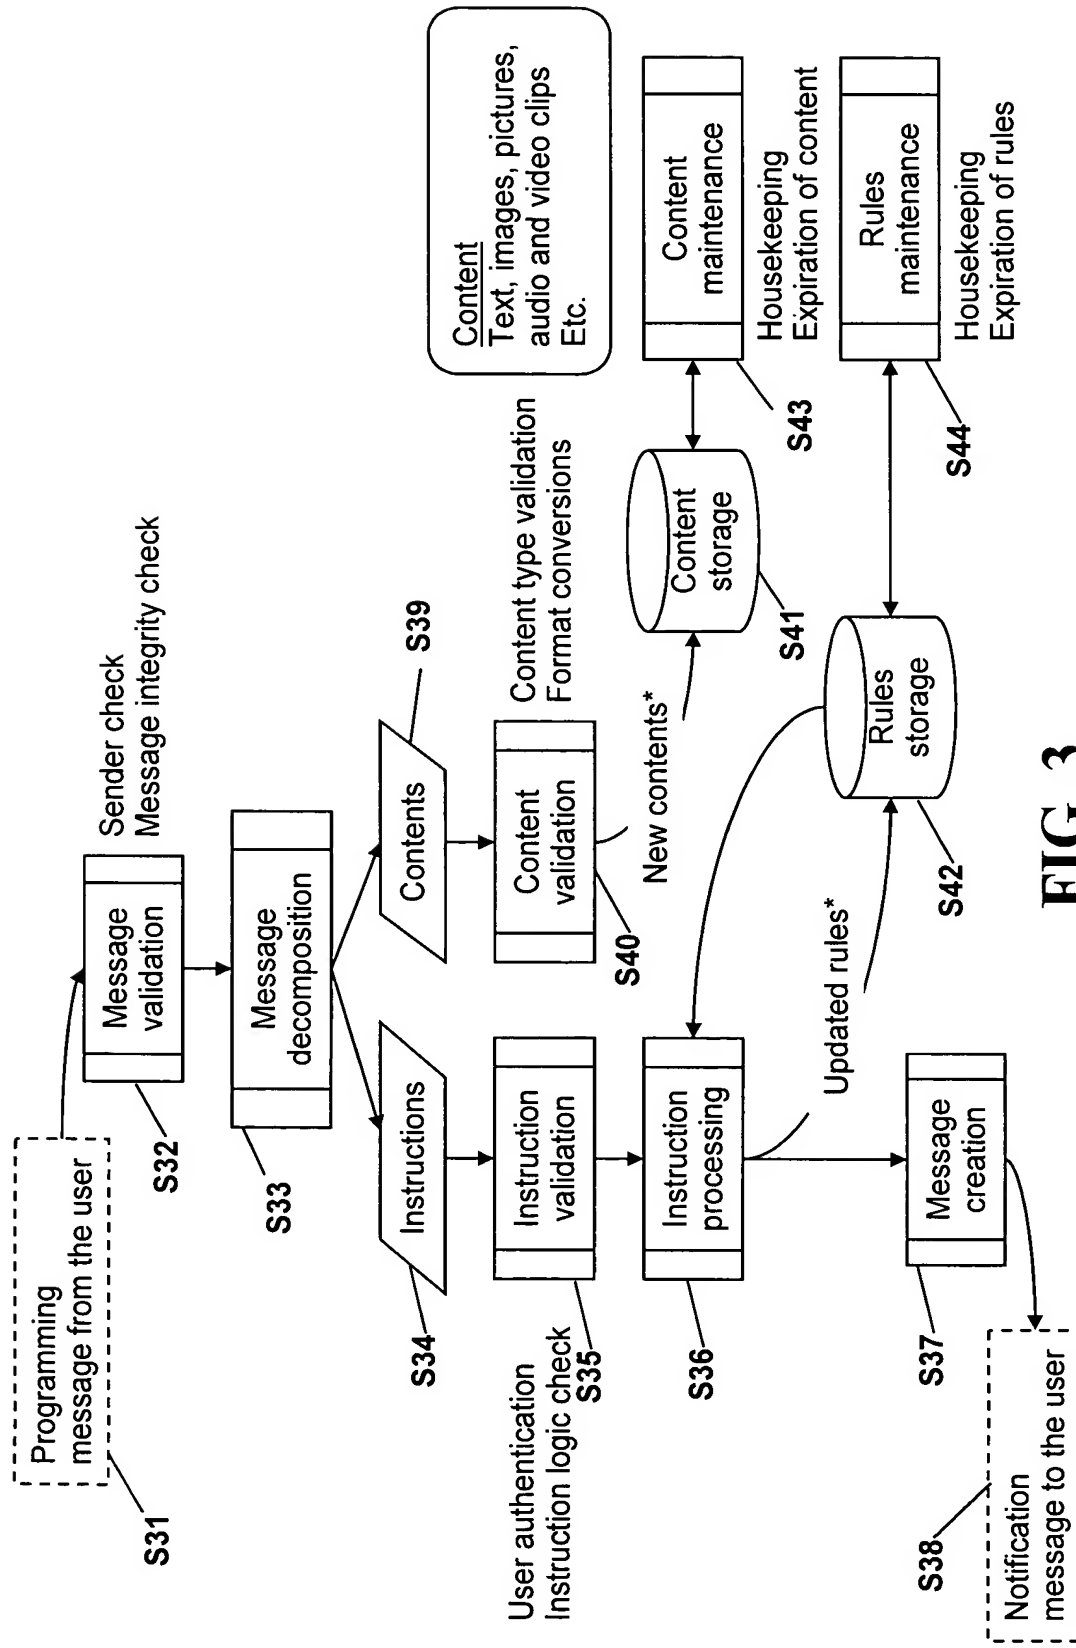 Programming
message from the user
S31
Message
validation
S32
Sender check
Message integrity check
Message
decomposition
S33
Instructions
S34
Contents
S39
User authentication
Instruction logic check
Instruction
validation
S35
Content
validation
S40
Content type validation
Format conversions
Content
Text, images, pictures,
audio and video clips
Etc.
Instruction
processing
S36
New contents*
Content
storage
S41
Content
maintenance
S43
Housekeeping
Expiration of content
Updated rules*
Rules
storage
S42
Rules
maintenance
S44
Housekeeping
Expiration of rules
Message
creation
S37
Notification
message to the user
S38
FIG. 3